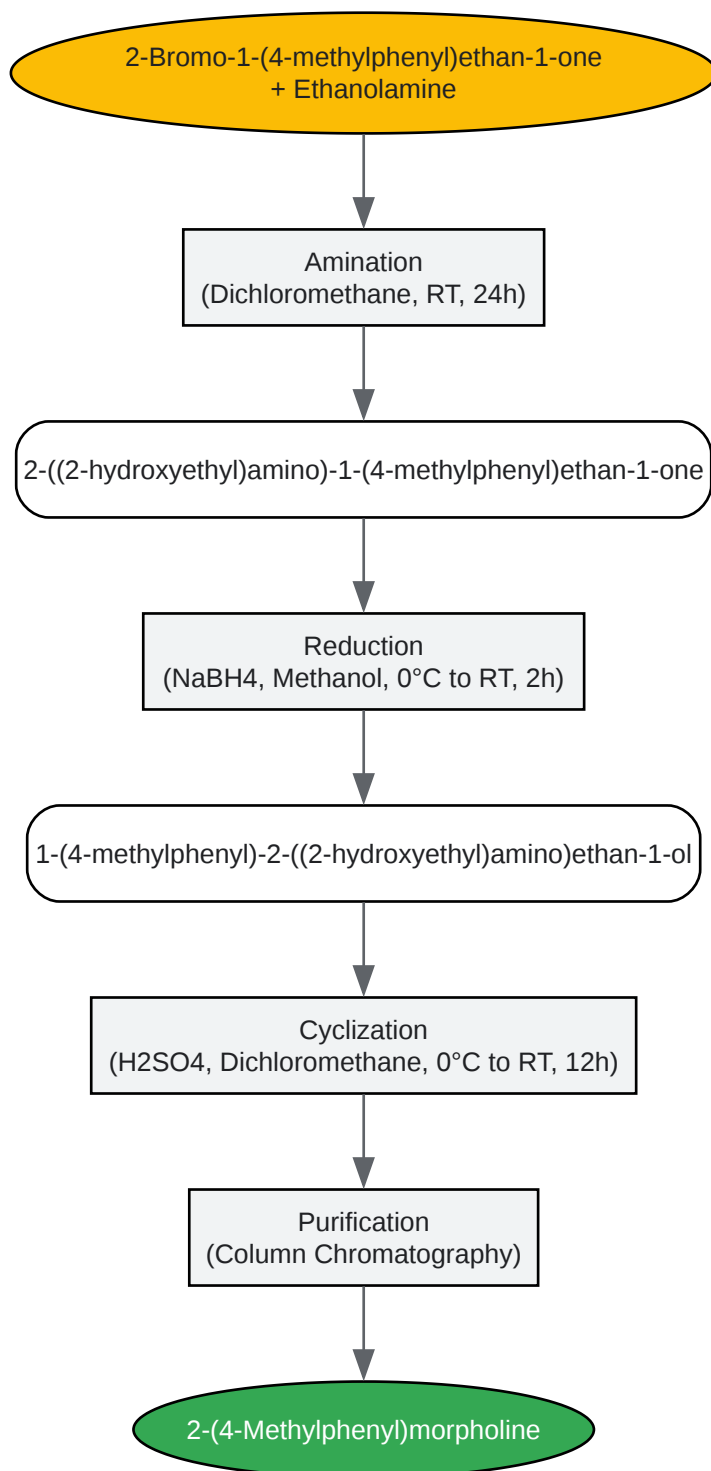 2-Bromo-1-(4-methylphenyl)ethan-1-one
+ Ethanolamine
Amination
(Dichloromethane, RT, 24h)
2-((2-hydroxyethyl)amino)-1-(4-methylphenyl)ethan-1-one
Reduction
(NaBH4, Methanol, 0°C to RT, 2h)
1-(4-methylphenyl)-2-((2-hydroxyethyl)amino)ethan-1-ol
Cyclization
(H2SO4, Dichloromethane, 0°C to RT, 12h)
Purification
(Column Chromatography)
2-(4-Methylphenyl)morpholine